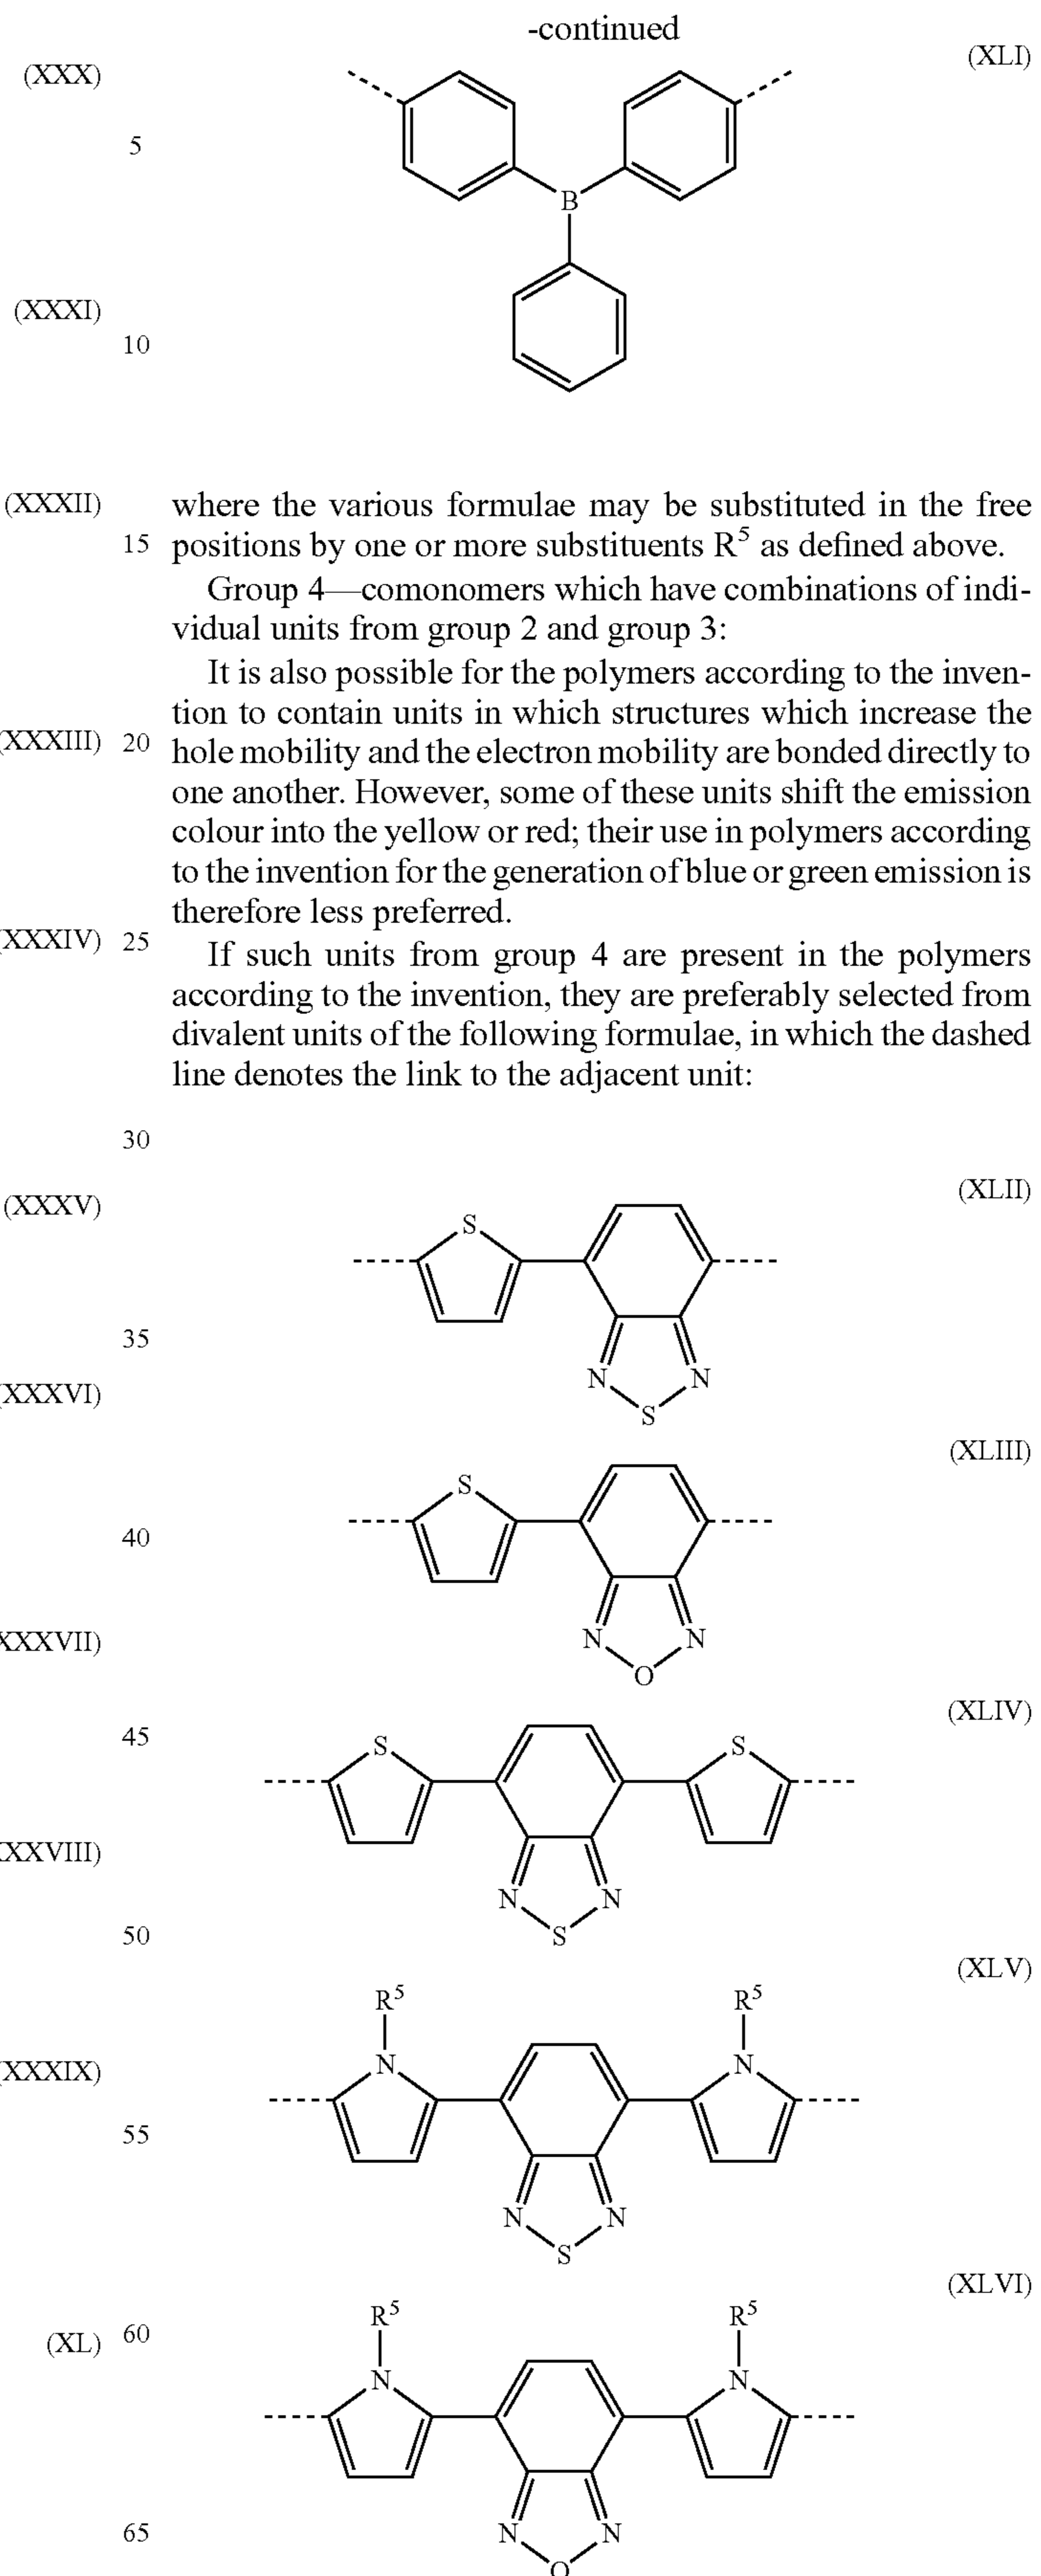 -continued
(XXX)
(XLI)
5
B
(XXXI)
10
(XXXII)
where the various formulae may be substituted in the free
15 positions by one or more substituents R⁵ as defined above.
Group 4—comonomers which have combinations of indi-
vidual units from group 2 and group 3:
It is also possible for the polymers according to the inven-
tion to contain units in which structures which increase the
(XXXIII) 20 hole mobility and the electron mobility are bonded directly to
one another. However, some of these units shift the emission
colour into the yellow or red; their use in polymers according
to the invention for the generation of blue or green emission is
therefore less preferred.
(XXXIV) 25
If such units from group 4 are present in the polymers
according to the invention, they are preferably selected from
divalent units of the following formulae, in which the dashed
line denotes the link to the adjacent unit:
30
(XXXV)
(XLII)
S
35
N N
S
(XXXVI)
(XLIII)
S
40
N N
O
XXXVII)
(XLIV)
45
S S
XXVIII)
N N
S
50
(XLV)
R⁵ R⁵
N N
(XXXIX)
55
N N
S
(XLVI)
R⁵ R⁵
(XL) 60
N N
65
N N
O